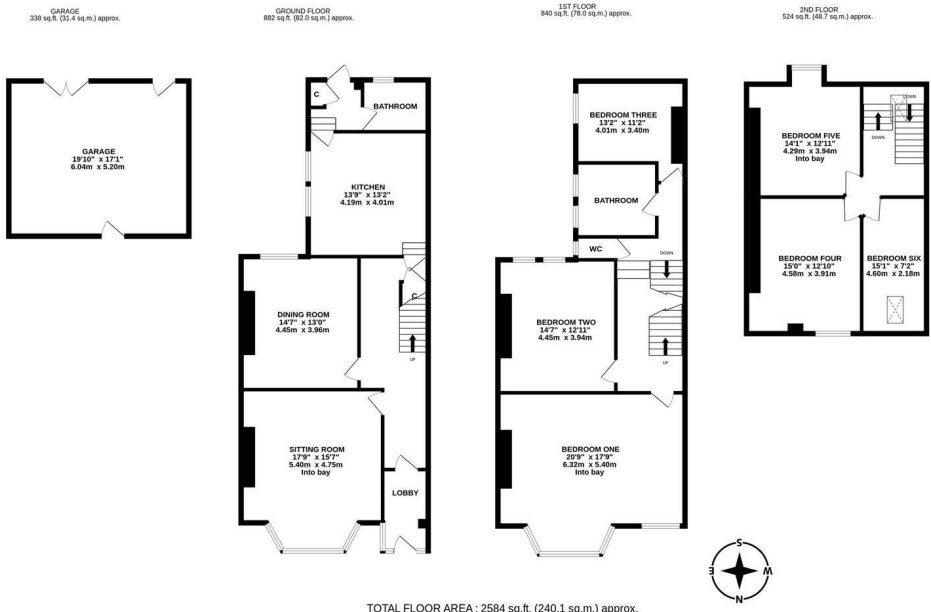 GARAGE
338 sq.ft. (31.4 sq.m.) approx.
GROUND FLOOR
882 sq.ft. (82.0 sq.m.) approx.
1ST FLOOR
840 sq.ft. (78.0 sq.m.) approx.
2ND FLOOR
524 sq.ft. (48.7 sq.m.) approx.
GARAGE
19'10" x 17'1"
6.04m x 5.20m
C
BATHROOM
KITCHEN
13'9" x 13'2"
4.19m x 4.01m
DINING ROOM
14'7" x 13'0"
4.45m x 3.96m
C
UP
SITTING ROOM
17'9" x 15'7"
5.40m x 4.75m
Into bay
LOBBY
BEDROOM THREE
13'2" x 11'2"
4.01m x 3.40m
BATHROOM
WC
DOWN
BEDROOM TWO
14'7" x 12'11"
4.45m x 3.94m
UP
BEDROOM ONE
20'9" x 17'9"
6.32m x 5.40m
Into bay
DOWN
DOWN
BEDROOM FIVE
14'1" x 12'11"
4.29m x 3.94m
Into bay
BEDROOM FOUR
15'0" x 12'10"
4.58m x 3.91m
BEDROOM SIX
15'1" x 7'2"
4.60m x 2.18m
S
E
W
N
TOTAL FLOOR AREA : 2584 sq.ft. (240.1 sq.m.) approx.